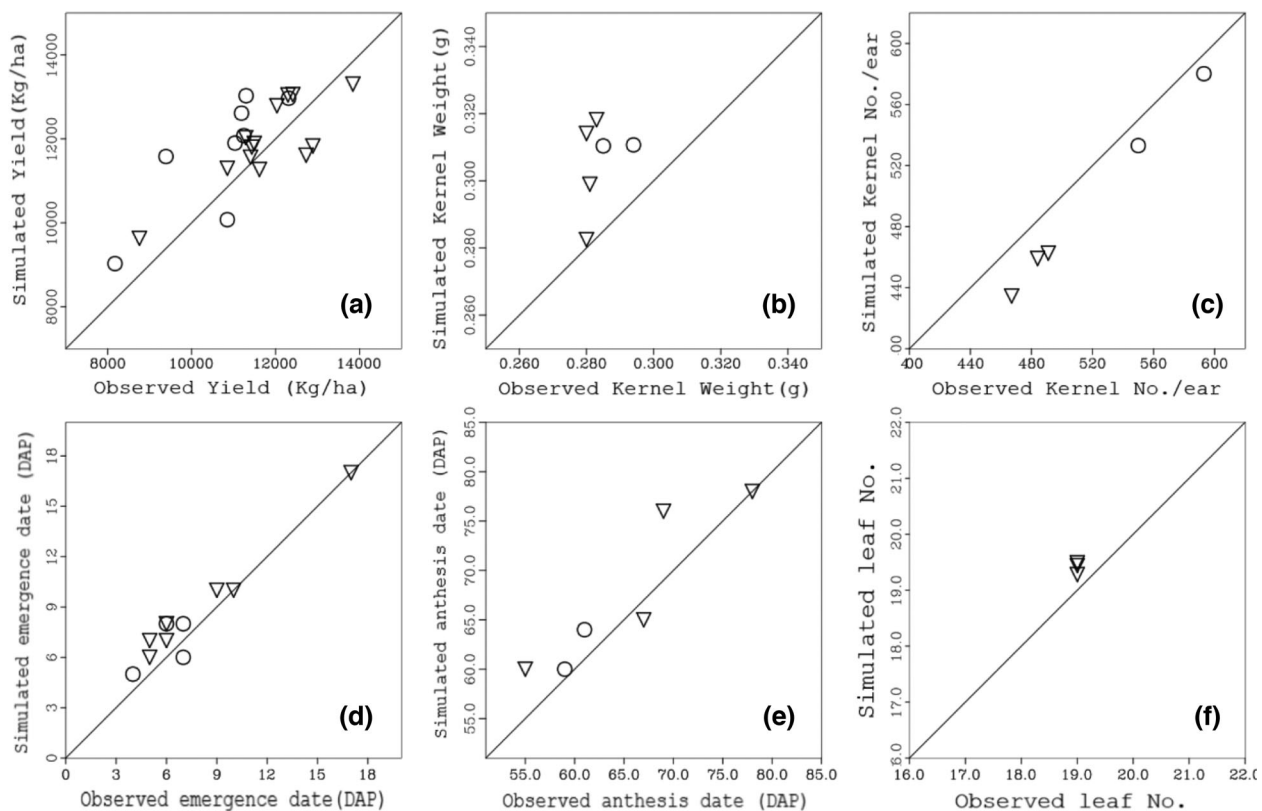 Simulated Yield(Kg/ha)
14000
12000
10000
8000
(a)
8000 10000 12000 14000
Observed Yield (Kg/ha)
Simulated Kernel Weight(g)
0.340
0.320
0.300
0.280
0.260
(b)
0.260 0.280 0.300 0.320 0.340
Observed Kernel Weight(g)
Simulated Kernel No./ear
600
560
520
480
440
00
(c)
400 440 480 520 560 600
Observed Kernel No./ear
Simulated emergence date (DAP)
18
15
12
9
6
3
0
(d)
0 3 6 9 12 15 18
Observed emergence date(DAP)
Simulated anthesis date (DAP)
85.0
80.0
75.0
70.0
65.0
60.0
55.0
(e)
55.0 60.0 65.0 70.0 75.0 80.0 85.0
Observed anthesis date (DAP)
Simulated leaf No.
22.0
21.0
20.0
19.0
18.0
17.0
6.0
(f)
16.0 17.0 18.0 19.0 20.0 21.0 22.0
Observed leaf No.